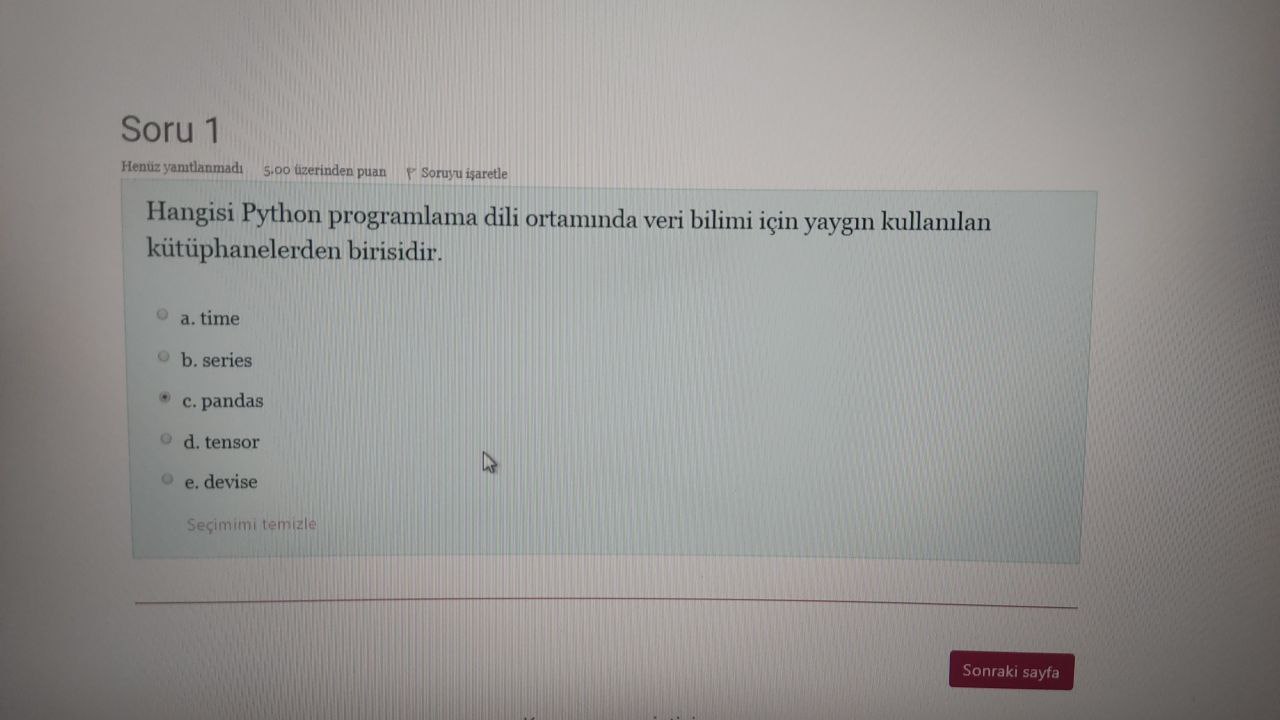 Soru 1
Henüz yanıtlanmadı 5,00 üzerinden puan Soruyu işaretle
Hangisi Python programlama dili ortamında veri bilimi için yaygın kullanılan
kütüphanelerden birisidir.
a. time
b. series
c. pandas
d. tensor
e. devise
Seçimimi temizle
Sonraki sayfa